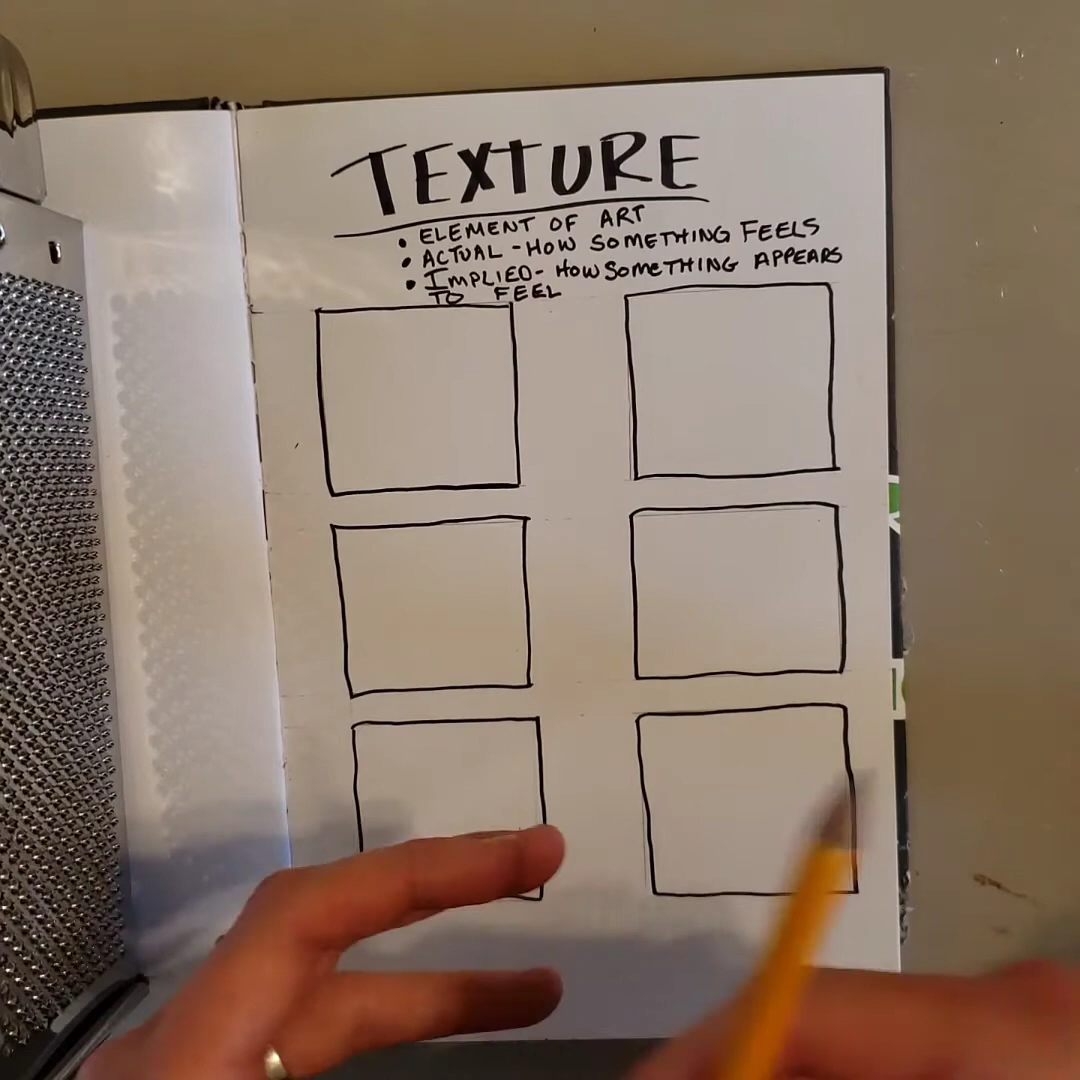 TEXTURE
• ELEMENT OF ART
• ACTUAL - HOW SOMETHING FEELS
• IMPLIED - HOW SOMETHING APPEARS
TO FEEL